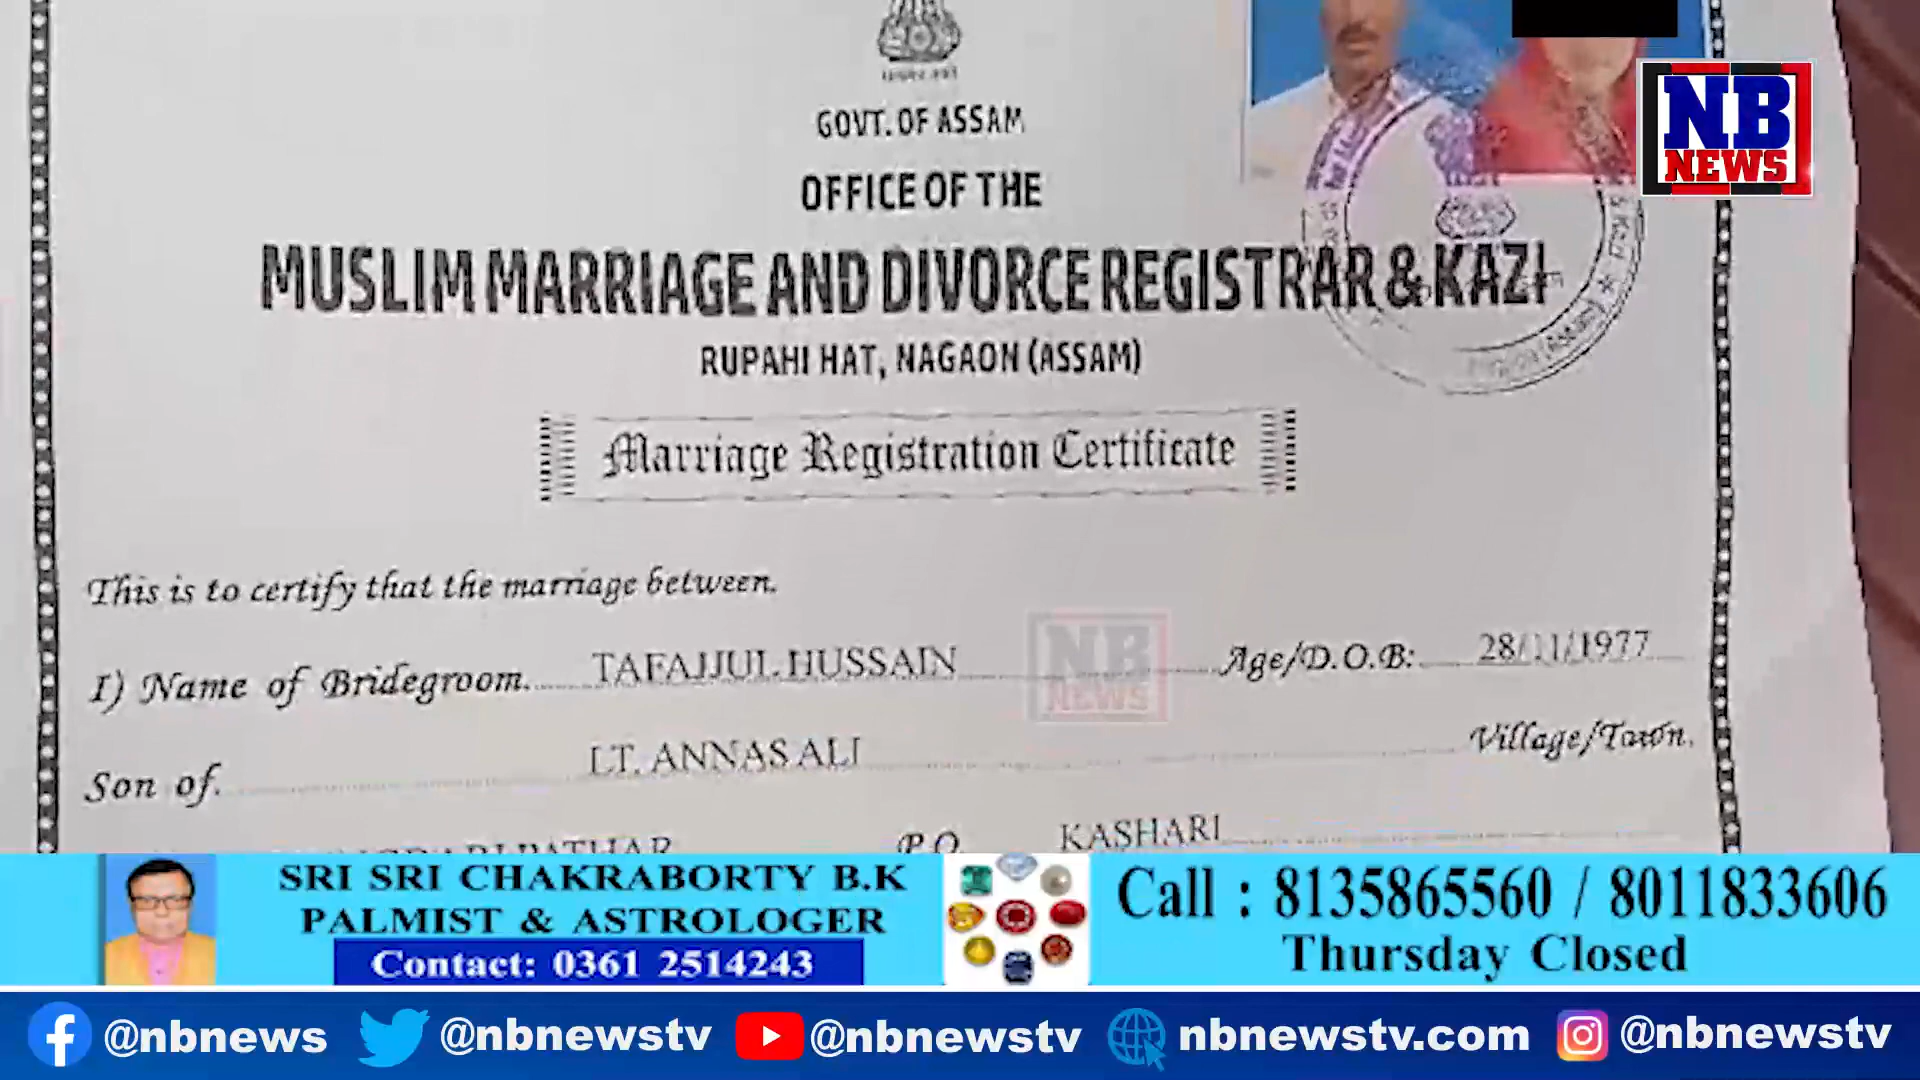 GOVT. OF ASSAM
OFFICE OF THE
MUSLIM MARRIAGE AND DIVORCE REGISTRAR & KAZI
RUPAHI HAT, NAGAON (ASSAM)
Marriage Registration Certificate
This is to certify that the marriage between.
I) Name of Bridegroom. TAFAJJUL HUSSAIN Age/D.O.B: 28/11/1977
Son of. LT. ANNAS ALI Village/Town.
PATHAR P.O. KASHARI
NB
NEWS
NB
NEWS
SRI SRI CHAKRABORTY B.K
PALMIST & ASTROLOGER
Contact: 0361 2514243
Call : 8135865560 / 8011833606
Thursday Closed
@nbnews @nbnewstv @nbnewstv nbnewstv.com @nbnewstv